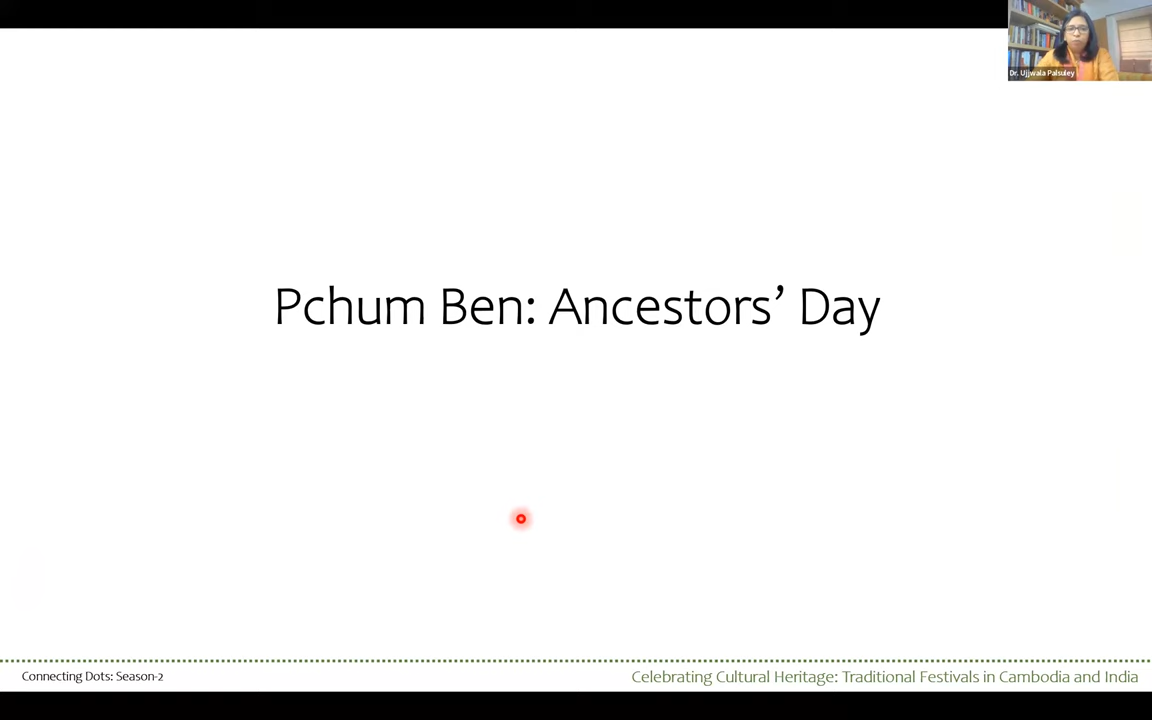 Dr. Ujjwala Palsuley
Pchum Ben: Ancestors’ Day
Connecting Dots: Season-2
Celebrating Cultural Heritage: Traditional Festivals in Cambodia and India